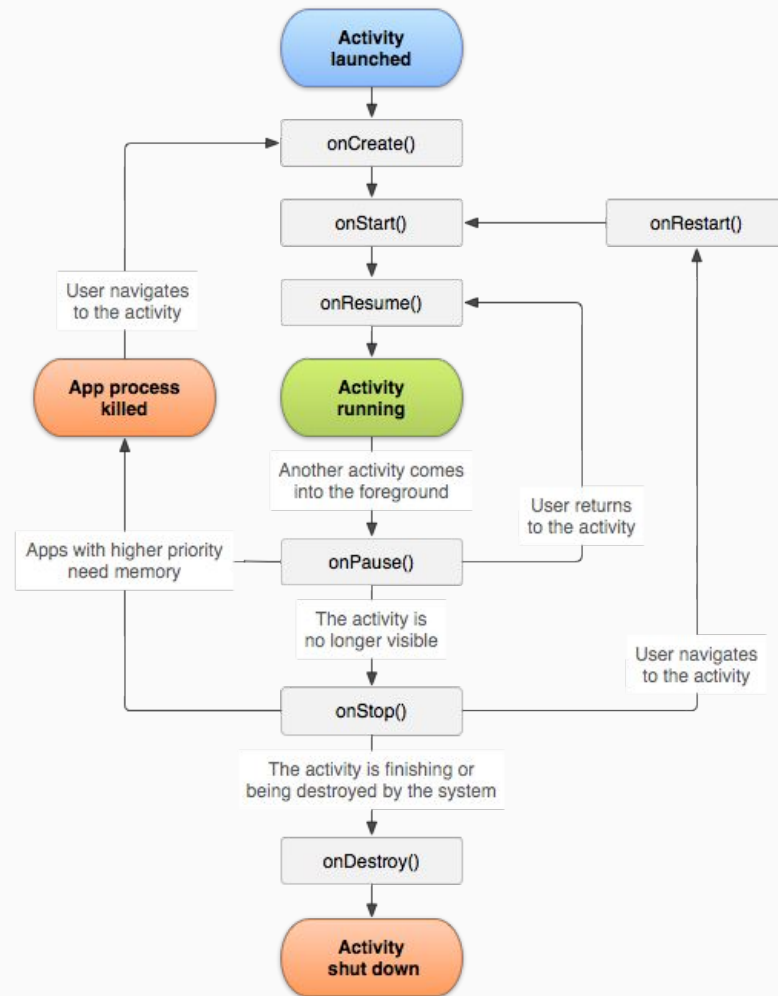 Activity
launched
onCreate()
onStart()
onRestart()
User navigates
to the activity
onResume()
App process
killed
Activity
running
Another activity comes
into the foreground
User returns
to the activity
Apps with higher priority
need memory
onPause()
The activity is
no longer visible
User navigates
to the activity
onStop()
The activity is finishing or
being destroyed by the system
onDestroy()
Activity
shut down